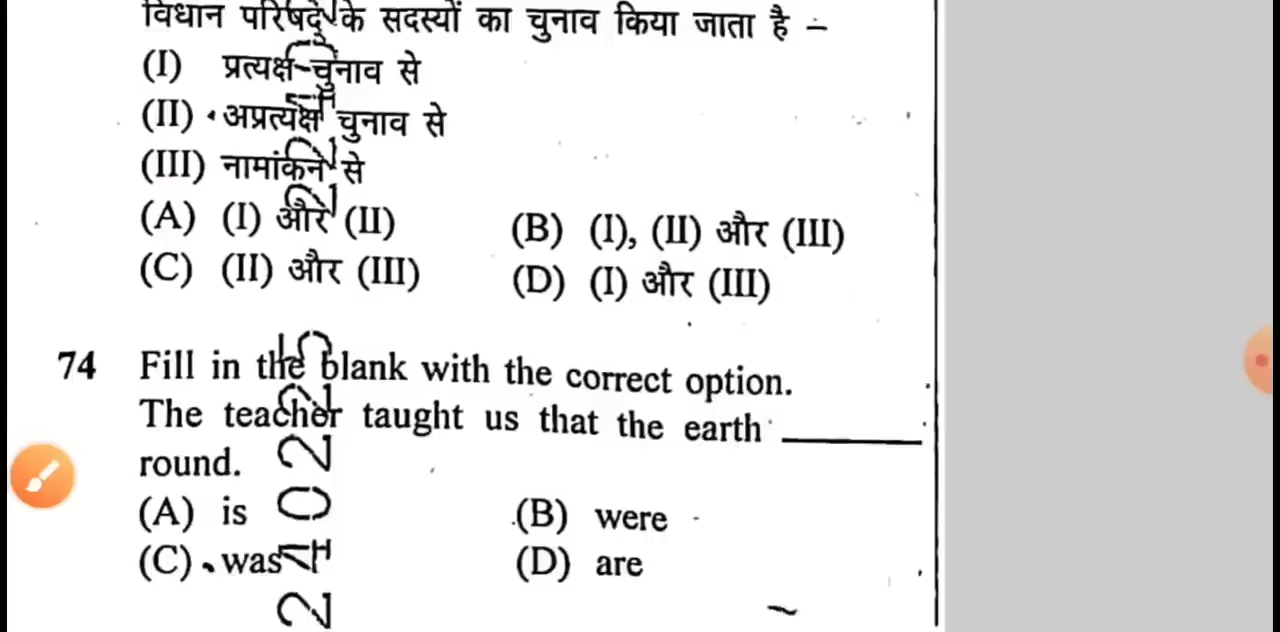 विधान परिषद् के सदस्यों का चुनाव किया जाता है –
(I) प्रत्यक्ष चुनाव से
(II) अप्रत्यक्ष चुनाव से
(III) नामांकन से
(A) (I) और (II) (B) (I), (II) और (III)
(C) (II) और (III) (D) (I) और (III)
74 Fill in the blank with the correct option.
The teacher taught us that the earth ______
round.
(A) is (B) were
(C) was (D) are